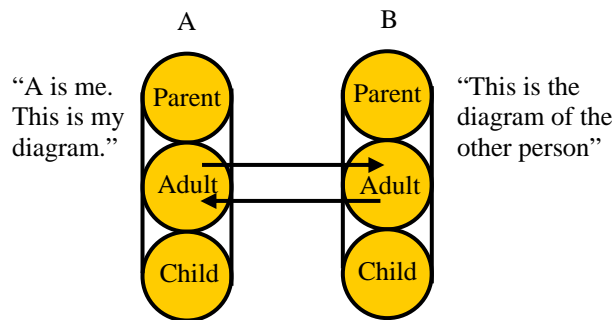 A B
“A is me.
This is my
diagram.”
Parent
Adult
Child
Parent
Adult
Child
“This is the
diagram of the
other person”